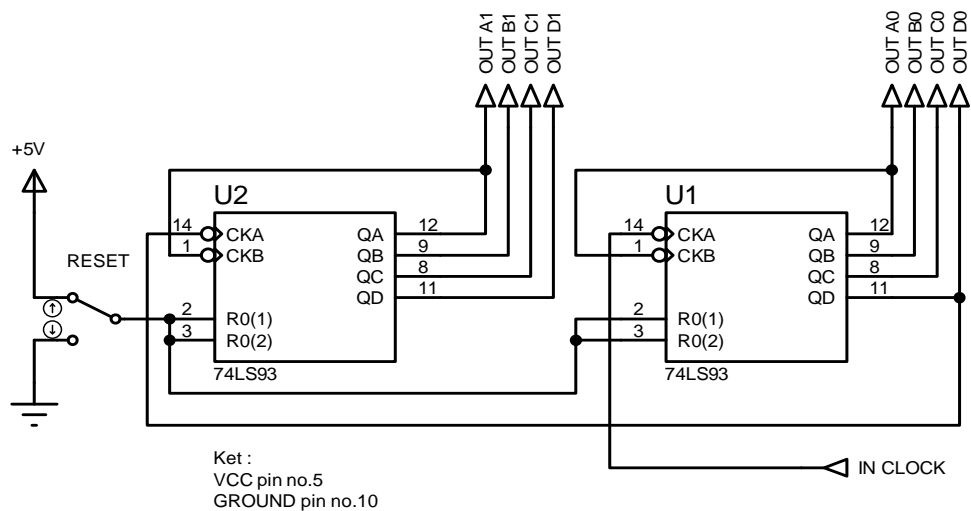 OUT A1
OUT B1
OUT C1
OUT D1
OUT A0
OUT B0
OUT C0
OUT D0
+5V
RESET
U2
14 CKA QA 12
1 CKB QB 9
QC 8
QD 11
2 R0(1)
3 R0(2)
74LS93
U1
14 CKA QA 12
1 CKB QB 9
QC 8
QD 11
2 R0(1)
3 R0(2)
74LS93
IN CLOCK
Ket :
VCC pin no.5
GROUND pin no.10